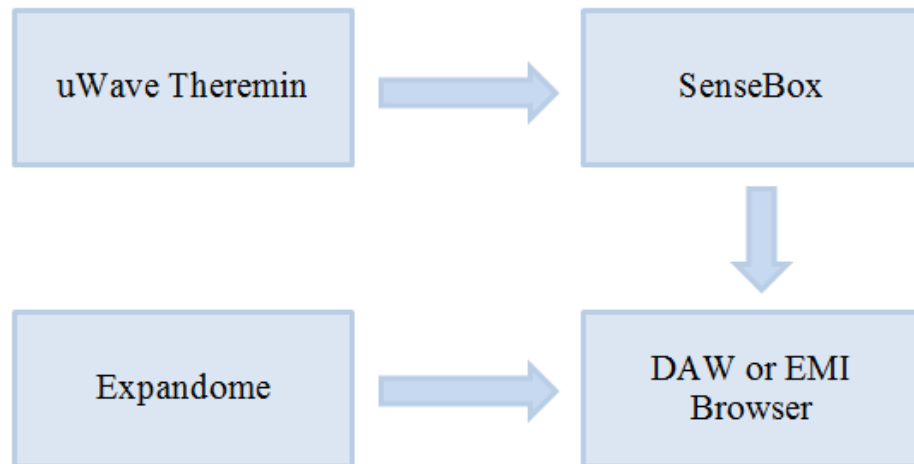 uWave Theremin
SenseBox
Expandome
DAW or EMI
Browser